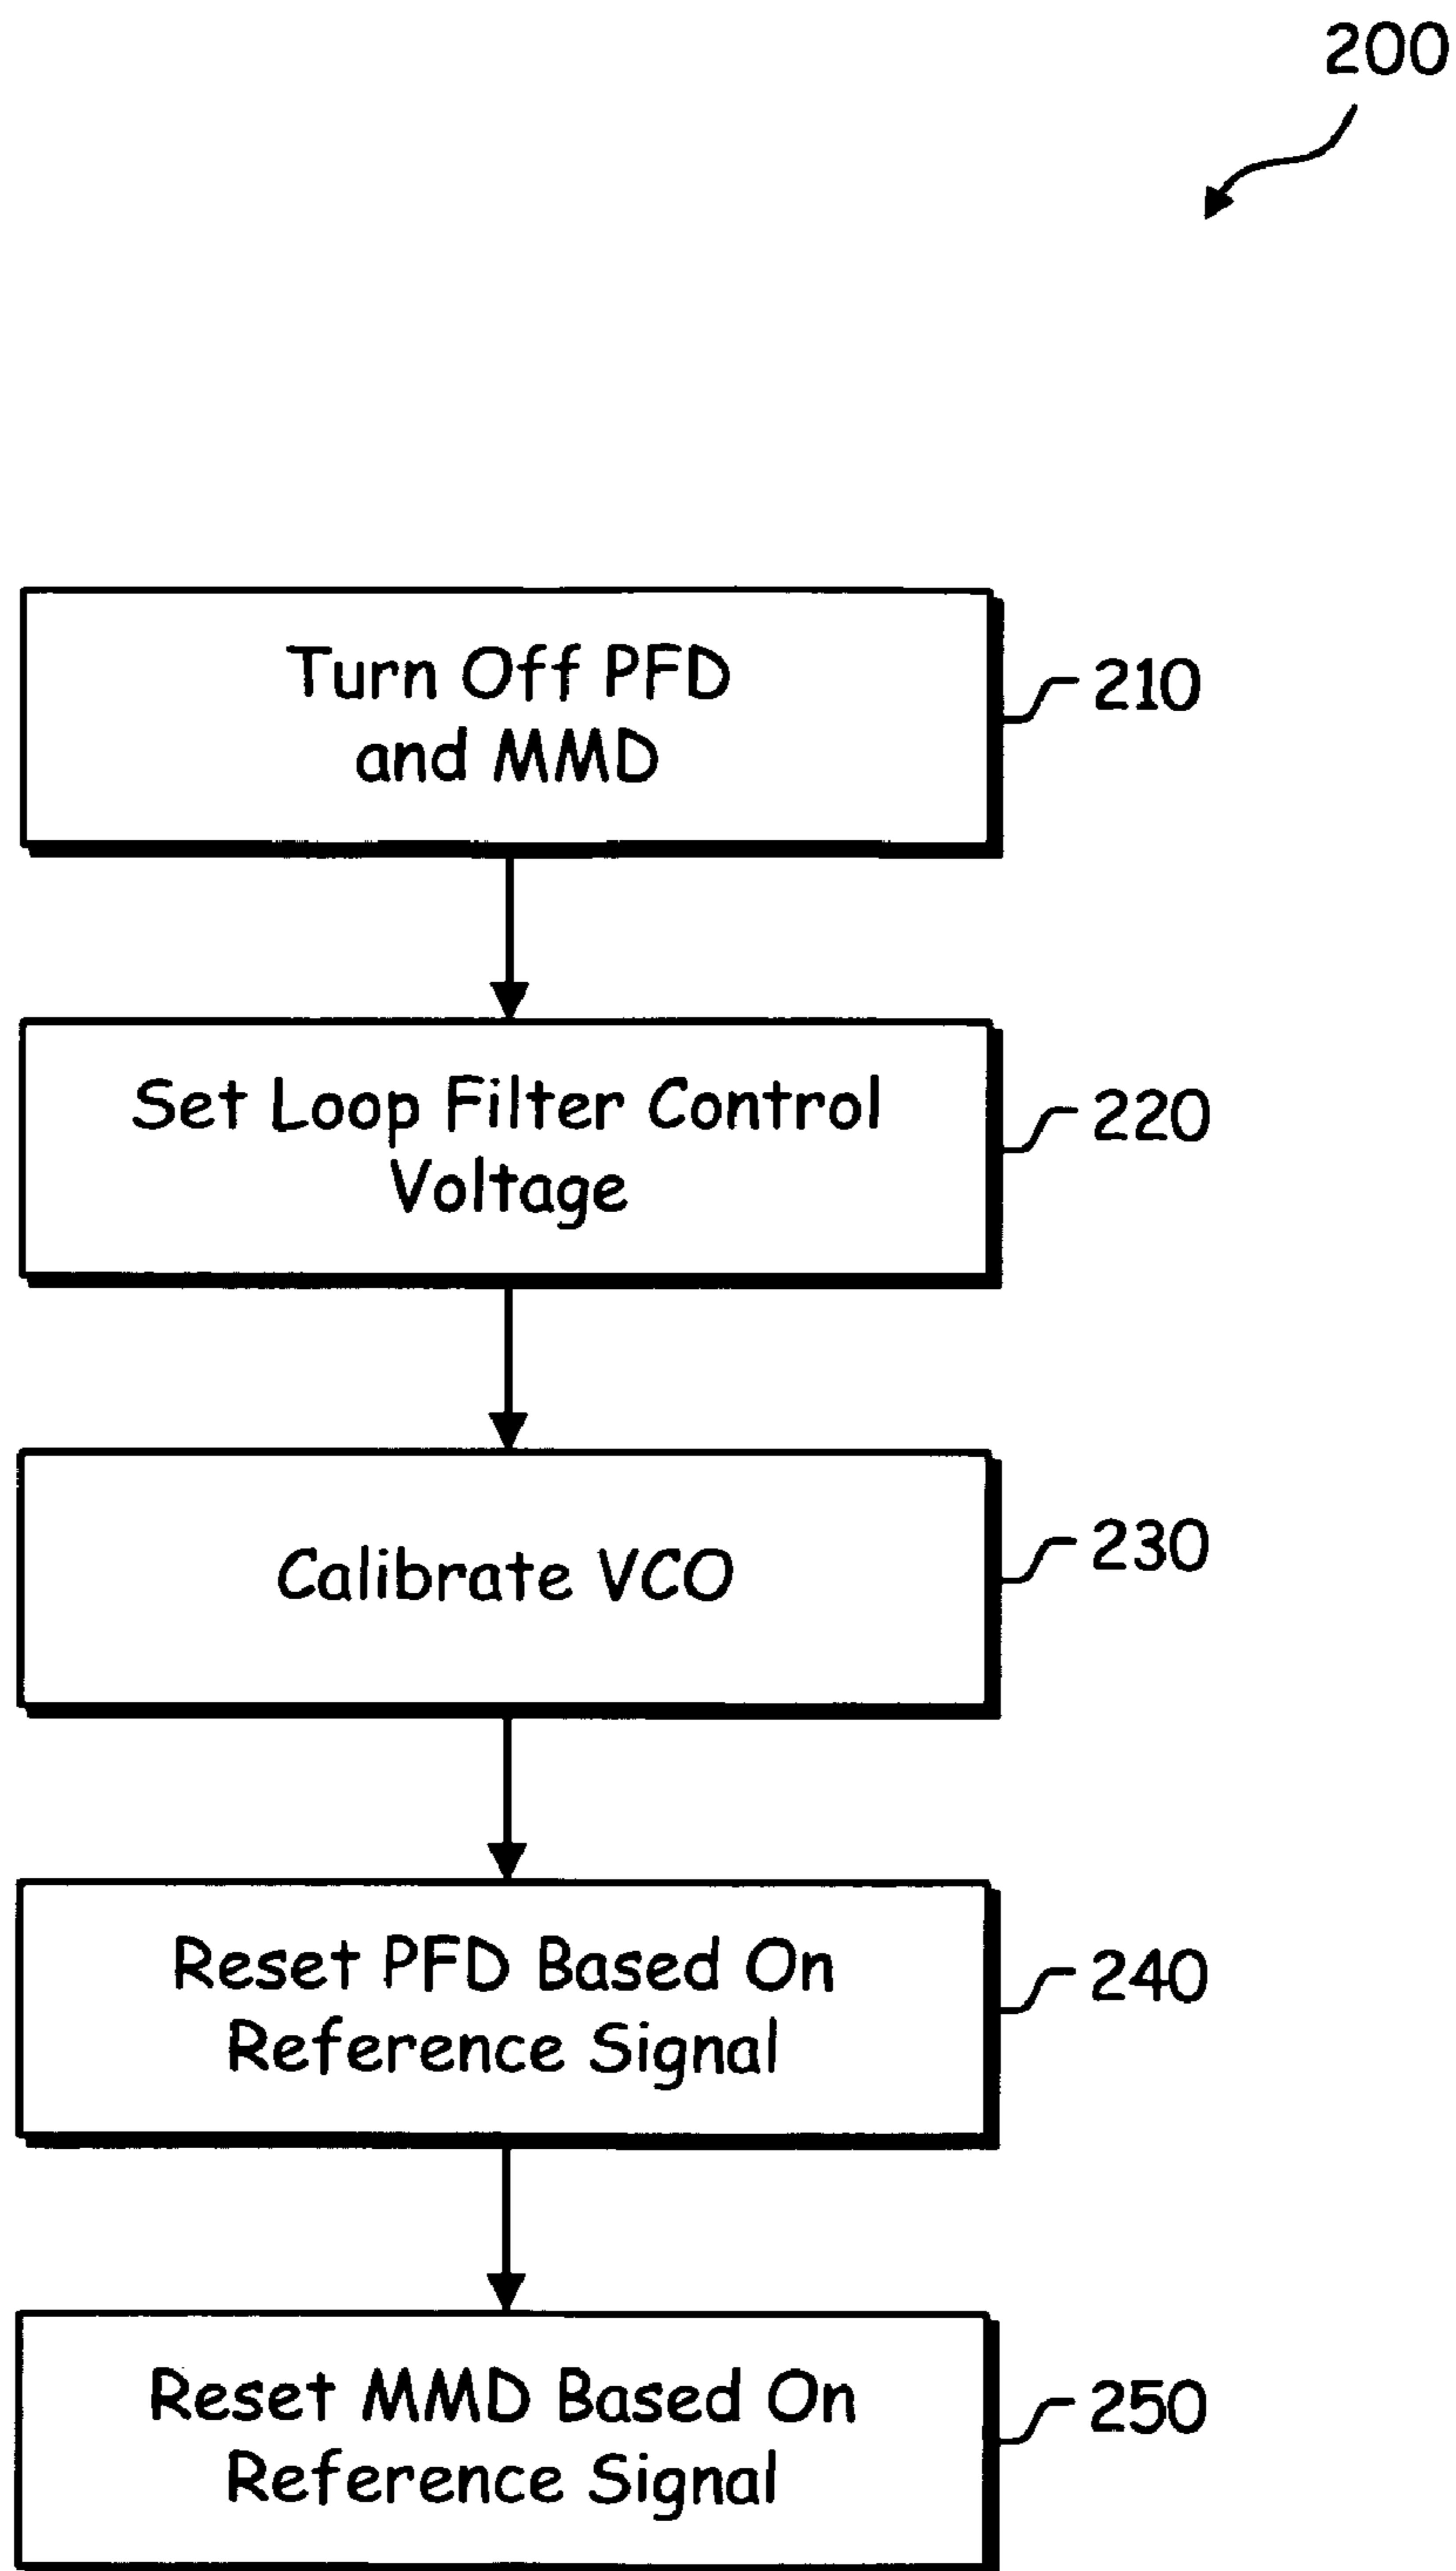 200
Turn Off PFD
and MMD
210
Set Loop Filter Control
Voltage
220
Calibrate VCO
230
Reset PFD Based On
Reference Signal
240
Reset MMD Based On
Reference Signal
250